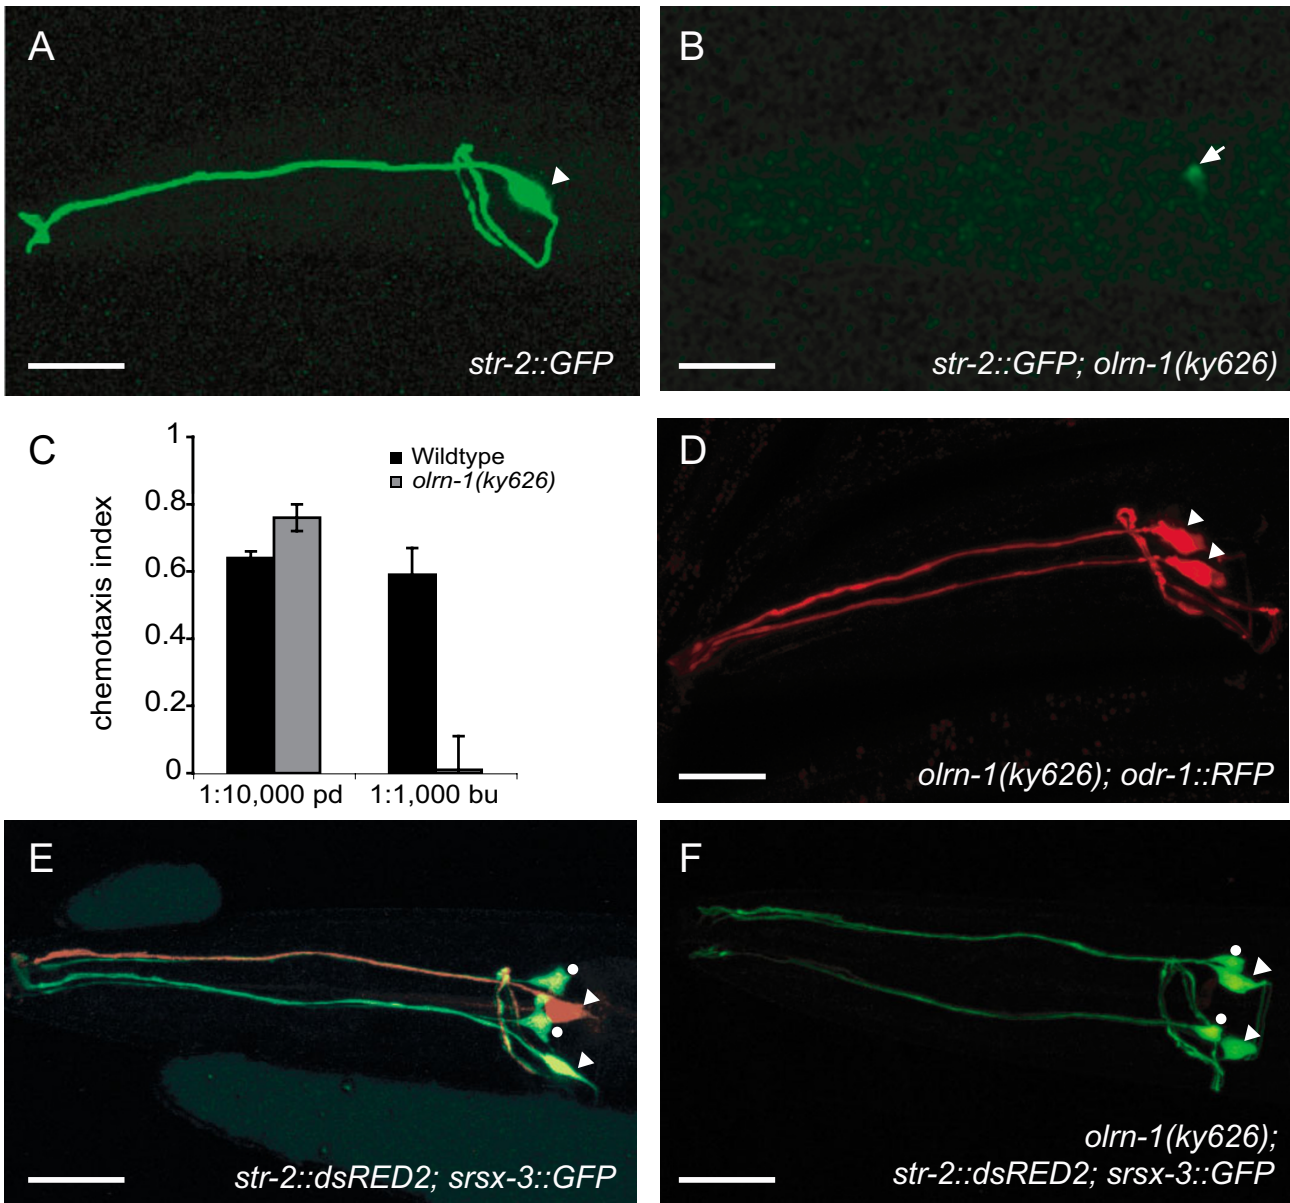 A
str-2::GFP
B
str-2::GFP; olrn-1(ky626)
C
chemotaxis index
1
0.8
0.6
0.4
0.2
0
Wildtype
olrn-1(ky626)
1:10,000 pd
1:1,000 bu
D
olrn-1(ky626); odr-1::RFP
E
str-2::dsRED2; srsx-3::GFP
F
olrn-1(ky626);
str-2::dsRED2; srsx-3::GFP